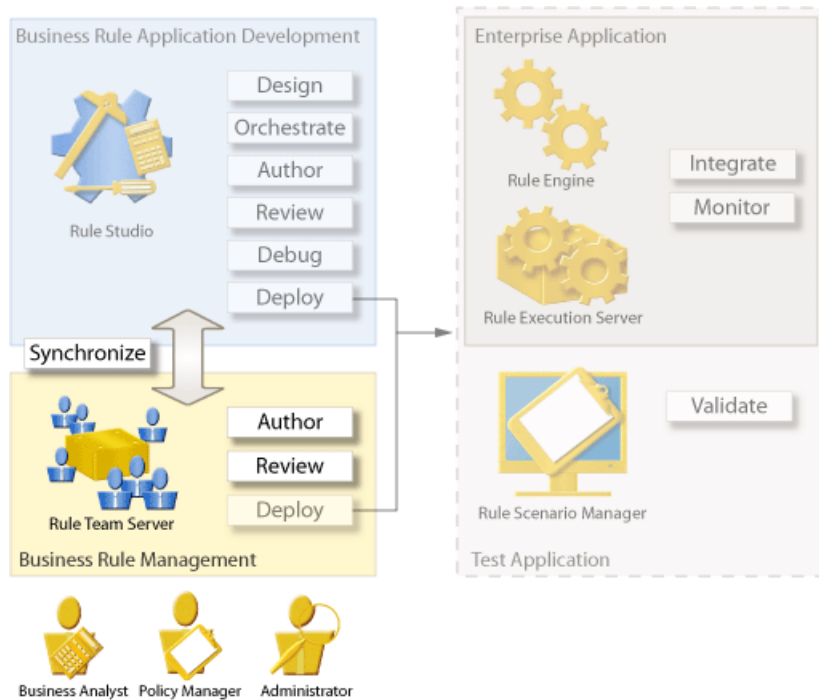 Business Rule Application Development
Design
Orchestrate
Author
Review
Debug
Deploy
Rule Studio
Synchronize
Author
Review
Deploy
Rule Team Server
Business Rule Management
Business Analyst
Policy Manager
Administrator
Enterprise Application
Rule Engine
Integrate
Monitor
Rule Execution Server
Validate
Rule Scenario Manager
Test Application